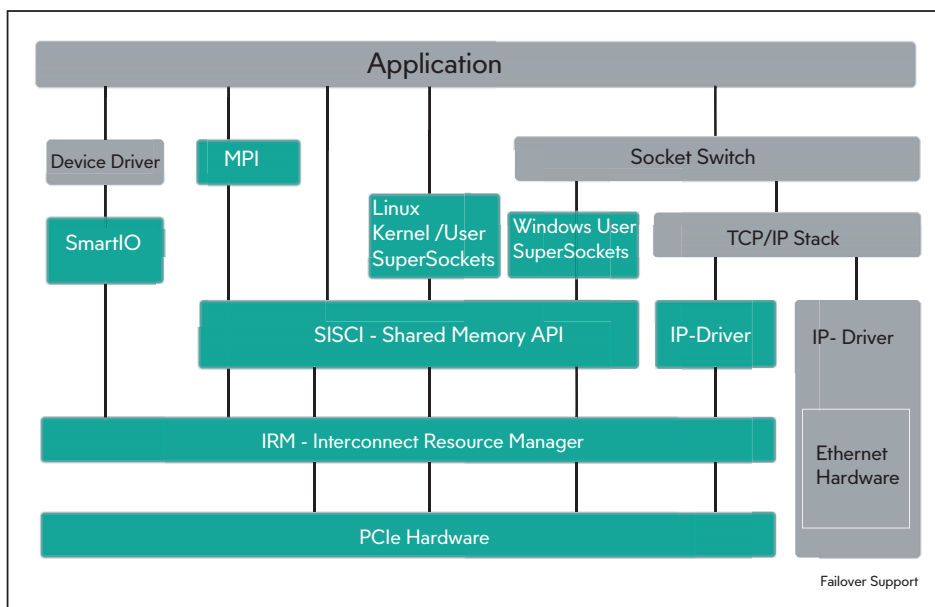 Application
Device Driver
MPI
Socket Switch
SmartIO
Linux
Kernel /User
SuperSockets
Windows User
SuperSockets
TCP/IP Stack
SISCI - Shared Memory API
IP-Driver
IP- Driver
IRM - Interconnect Resource Manager
Ethernet
Hardware
PCIe Hardware
Failover Support